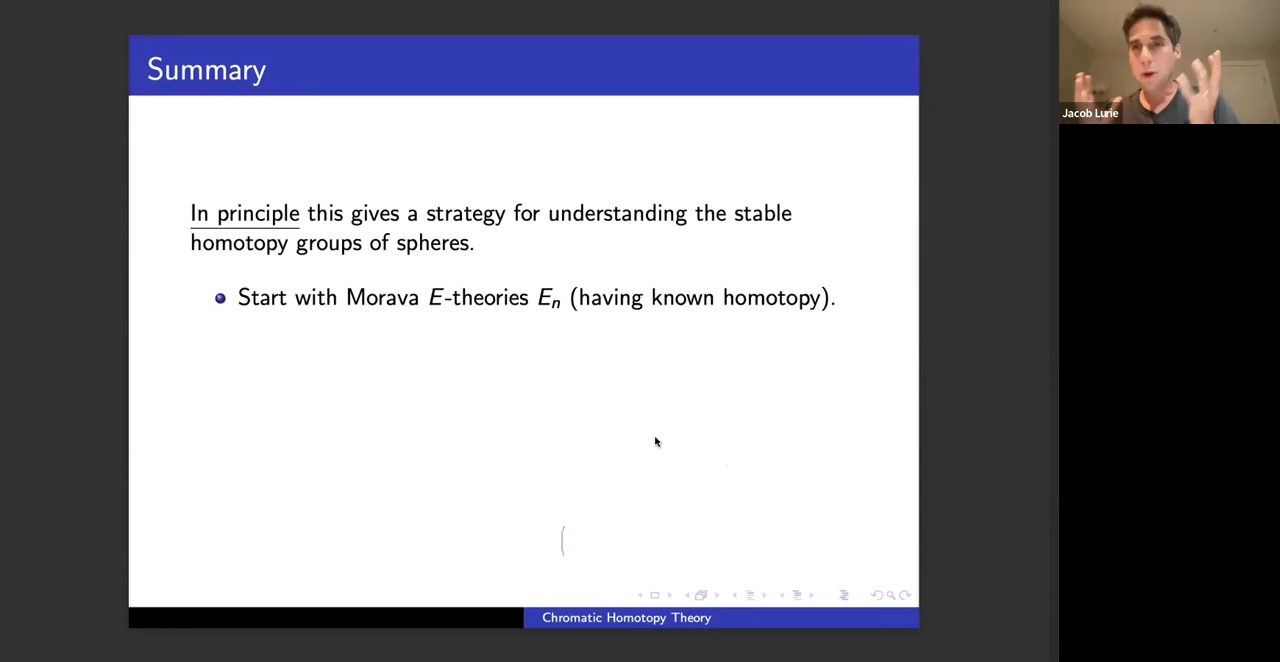 Summary
Jacob Lurie
In principle this gives a strategy for understanding the stable
homotopy groups of spheres.
Start with Morava E-theories Eₙ (having known homotopy).
Chromatic Homotopy Theory